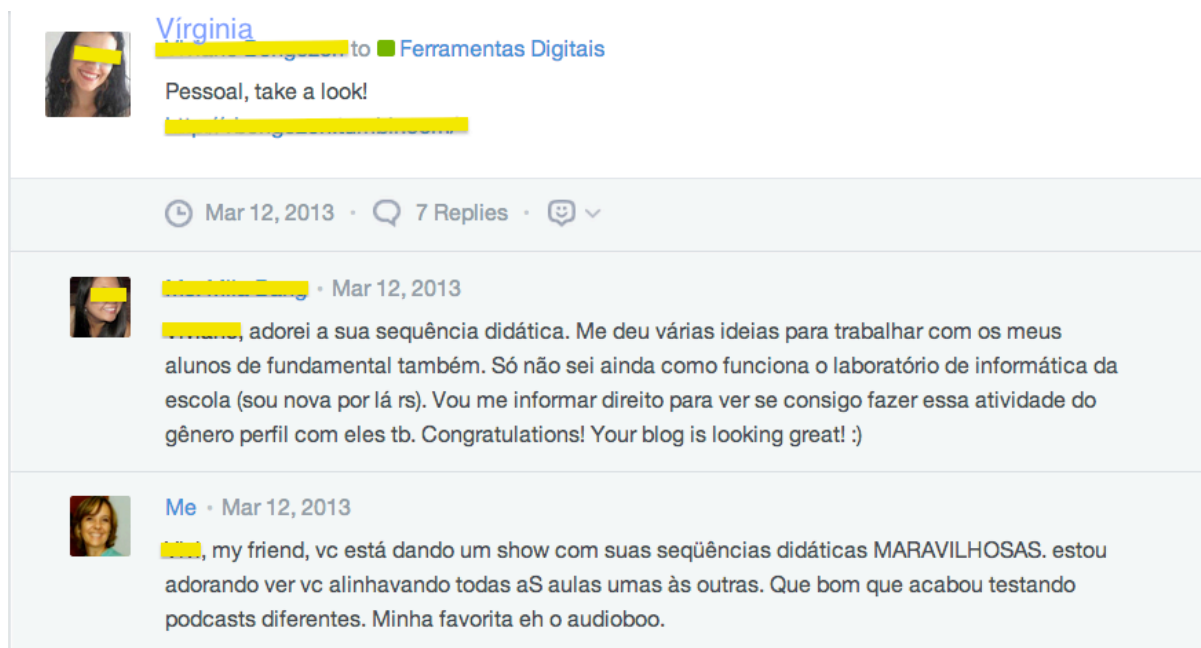 Vírginia
to Ferramentas Digitais
Pessoal, take a look!
Mar 12, 2013 · 7 Replies ·
· Mar 12, 2013
, adorei a sua sequência didática. Me deu várias ideias para trabalhar com os meus
alunos de fundamental também. Só não sei ainda como funciona o laboratório de informática da
escola (sou nova por lá rs). Vou me informar direito para ver se consigo fazer essa atividade do
gênero perfil com eles tb. Congratulations! Your blog is looking great! :)
Me · Mar 12, 2013
, my friend, vc está dando um show com suas seqüências didáticas MARAVILHOSAS. estou
adorando ver vc alinhavando todas aS aulas umas às outras. Que bom que acabou testando
podcasts diferentes. Minha favorita eh o audioboo.